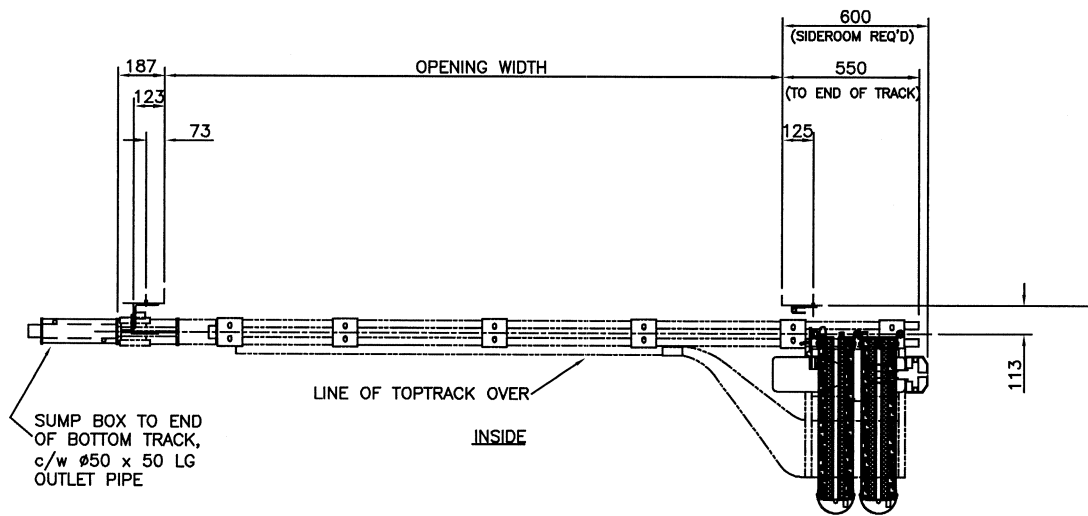 600
(SIDEROOM REQ'D)
187
OPENING WIDTH
550
(TO END OF TRACK)
123
73
125
113
LINE OF TOPTRACK OVER
INSIDE
SUMP BOX TO END
OF BOTTOM TRACK,
c/w ø50 x 50 LG
OUTLET PIPE